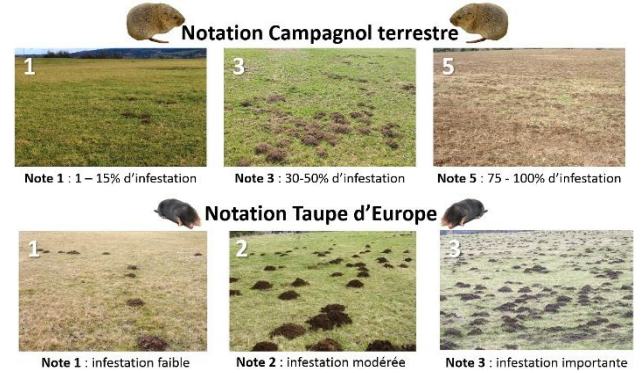 Notation Campagnol terrestre
1
3
5
Note 1 : 1 – 15% d'infestation
Note 3 : 30-50% d'infestation
Note 5 : 75 - 100% d'infestation
Notation Taupe d'Europe
1
2
3
Note 1 : infestation faible
Note 2 : infestation modérée
Note 3 : infestation importante